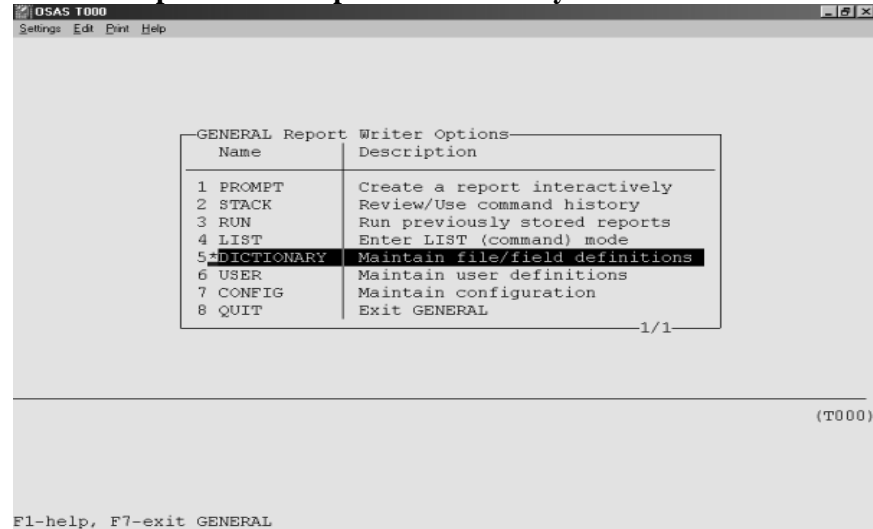 OSAS T000
Settings Edit Print Help
GENERAL Report Writer Options
Name Description
1 PROMPT Create a report interactively
2 STACK Review/Use command history
3 RUN Run previously stored reports
4 LIST Enter LIST (command) mode
5*DICTIONARY Maintain file/field definitions
6 USER Maintain user definitions
7 CONFIG Maintain configuration
8 QUIT Exit GENERAL
1/1
(T000)
F1-help, F7-exit GENERAL